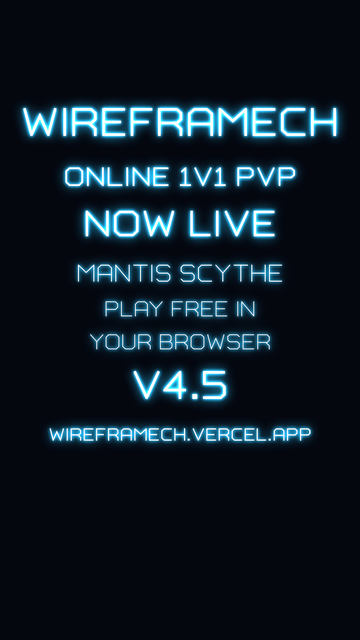 WIREFRAMECH
ONLINE 1V1 PVP
NOW LIVE
MANTIS SCYTHE
PLAY FREE IN
YOUR BROWSER
V4.5
WIREFRAMECH.VERCEL.APP